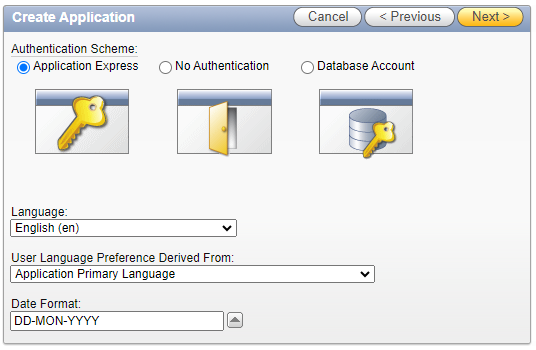 Create Application
Cancel
< Previous
Next >
Authentication Scheme:
Application Express
No Authentication
Database Account
Language:
English (en)
User Language Preference Derived From:
Application Primary Language
Date Format:
DD-MON-YYYY